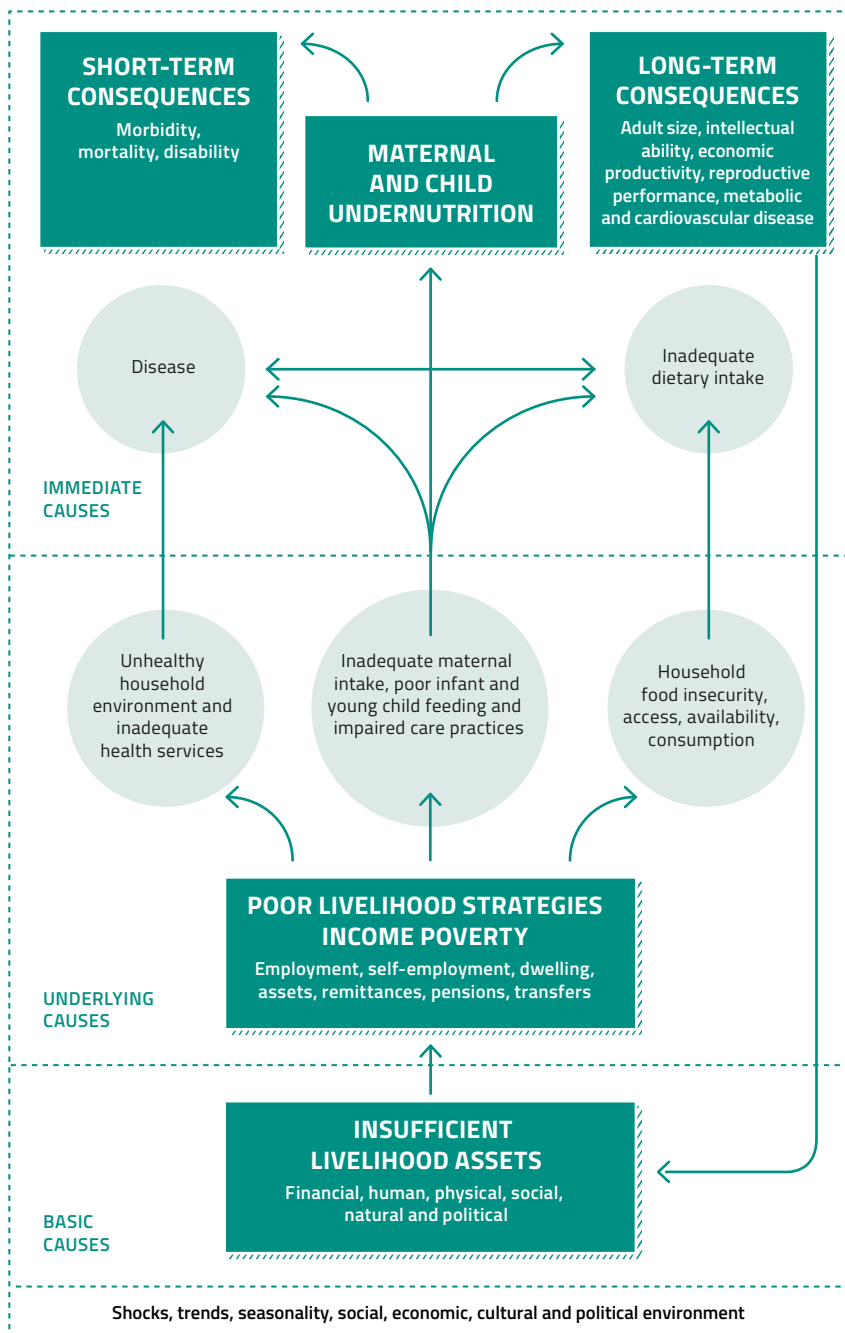 SHORT-TERM
CONSEQUENCES
Morbidity,
mortality, disability
MATERNAL
AND CHILD
UNDERNUTRITION
LONG-TERM
CONSEQUENCES
Adult size, intellectual
ability, economic
productivity, reproductive
performance, metabolic
and cardiovascular disease
Disease
Inadequate
dietary intake
IMMEDIATE
CAUSES
Unhealthy
household
environment and
inadequate
health services
Inadequate maternal
intake, poor infant and
young child feeding and
impaired care practices
Household
food insecurity,
access, availability,
consumption
POOR LIVELIHOOD STRATEGIES
INCOME POVERTY
Employment, self-employment, dwelling,
assets, remittances, pensions, transfers
UNDERLYING
CAUSES
INSUFFICIENT
LIVELIHOOD ASSETS
Financial, human, physical, social,
natural and political
BASIC
CAUSES
Shocks, trends, seasonality, social, economic, cultural and political environment